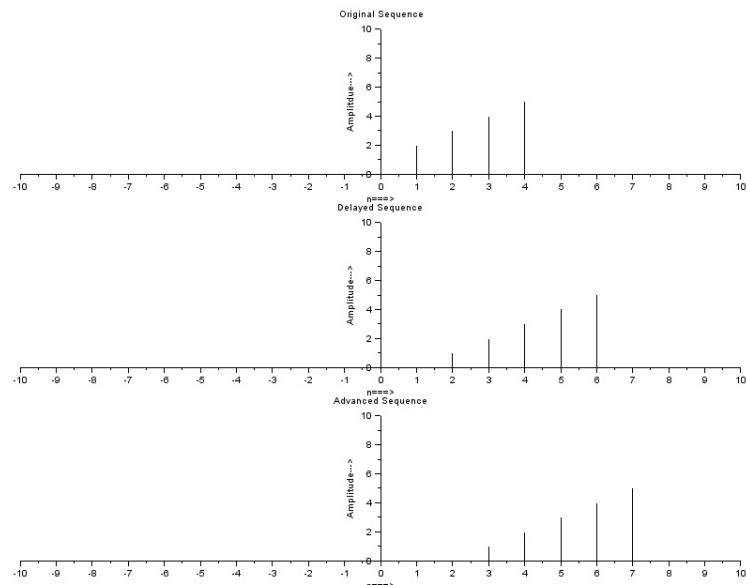 Original Sequence
10
8
6
4
2
0
Amplitdue--->
-10 -9 -8 -7 -6 -5 -4 -3 -2 -1 0 1 2 3 4 5 6 7 8 9 10
n===>
Delayed Sequence
10
8
6
4
2
0
Amplitude--->
-10 -9 -8 -7 -6 -5 -4 -3 -2 -1 0 1 2 3 4 5 6 7 8 9 10
n===>
Advanced Sequence
10
8
6
4
2
0
Amplitude--->
-10 -9 -8 -7 -6 -5 -4 -3 -2 -1 0 1 2 3 4 5 6 7 8 9 10
n===>